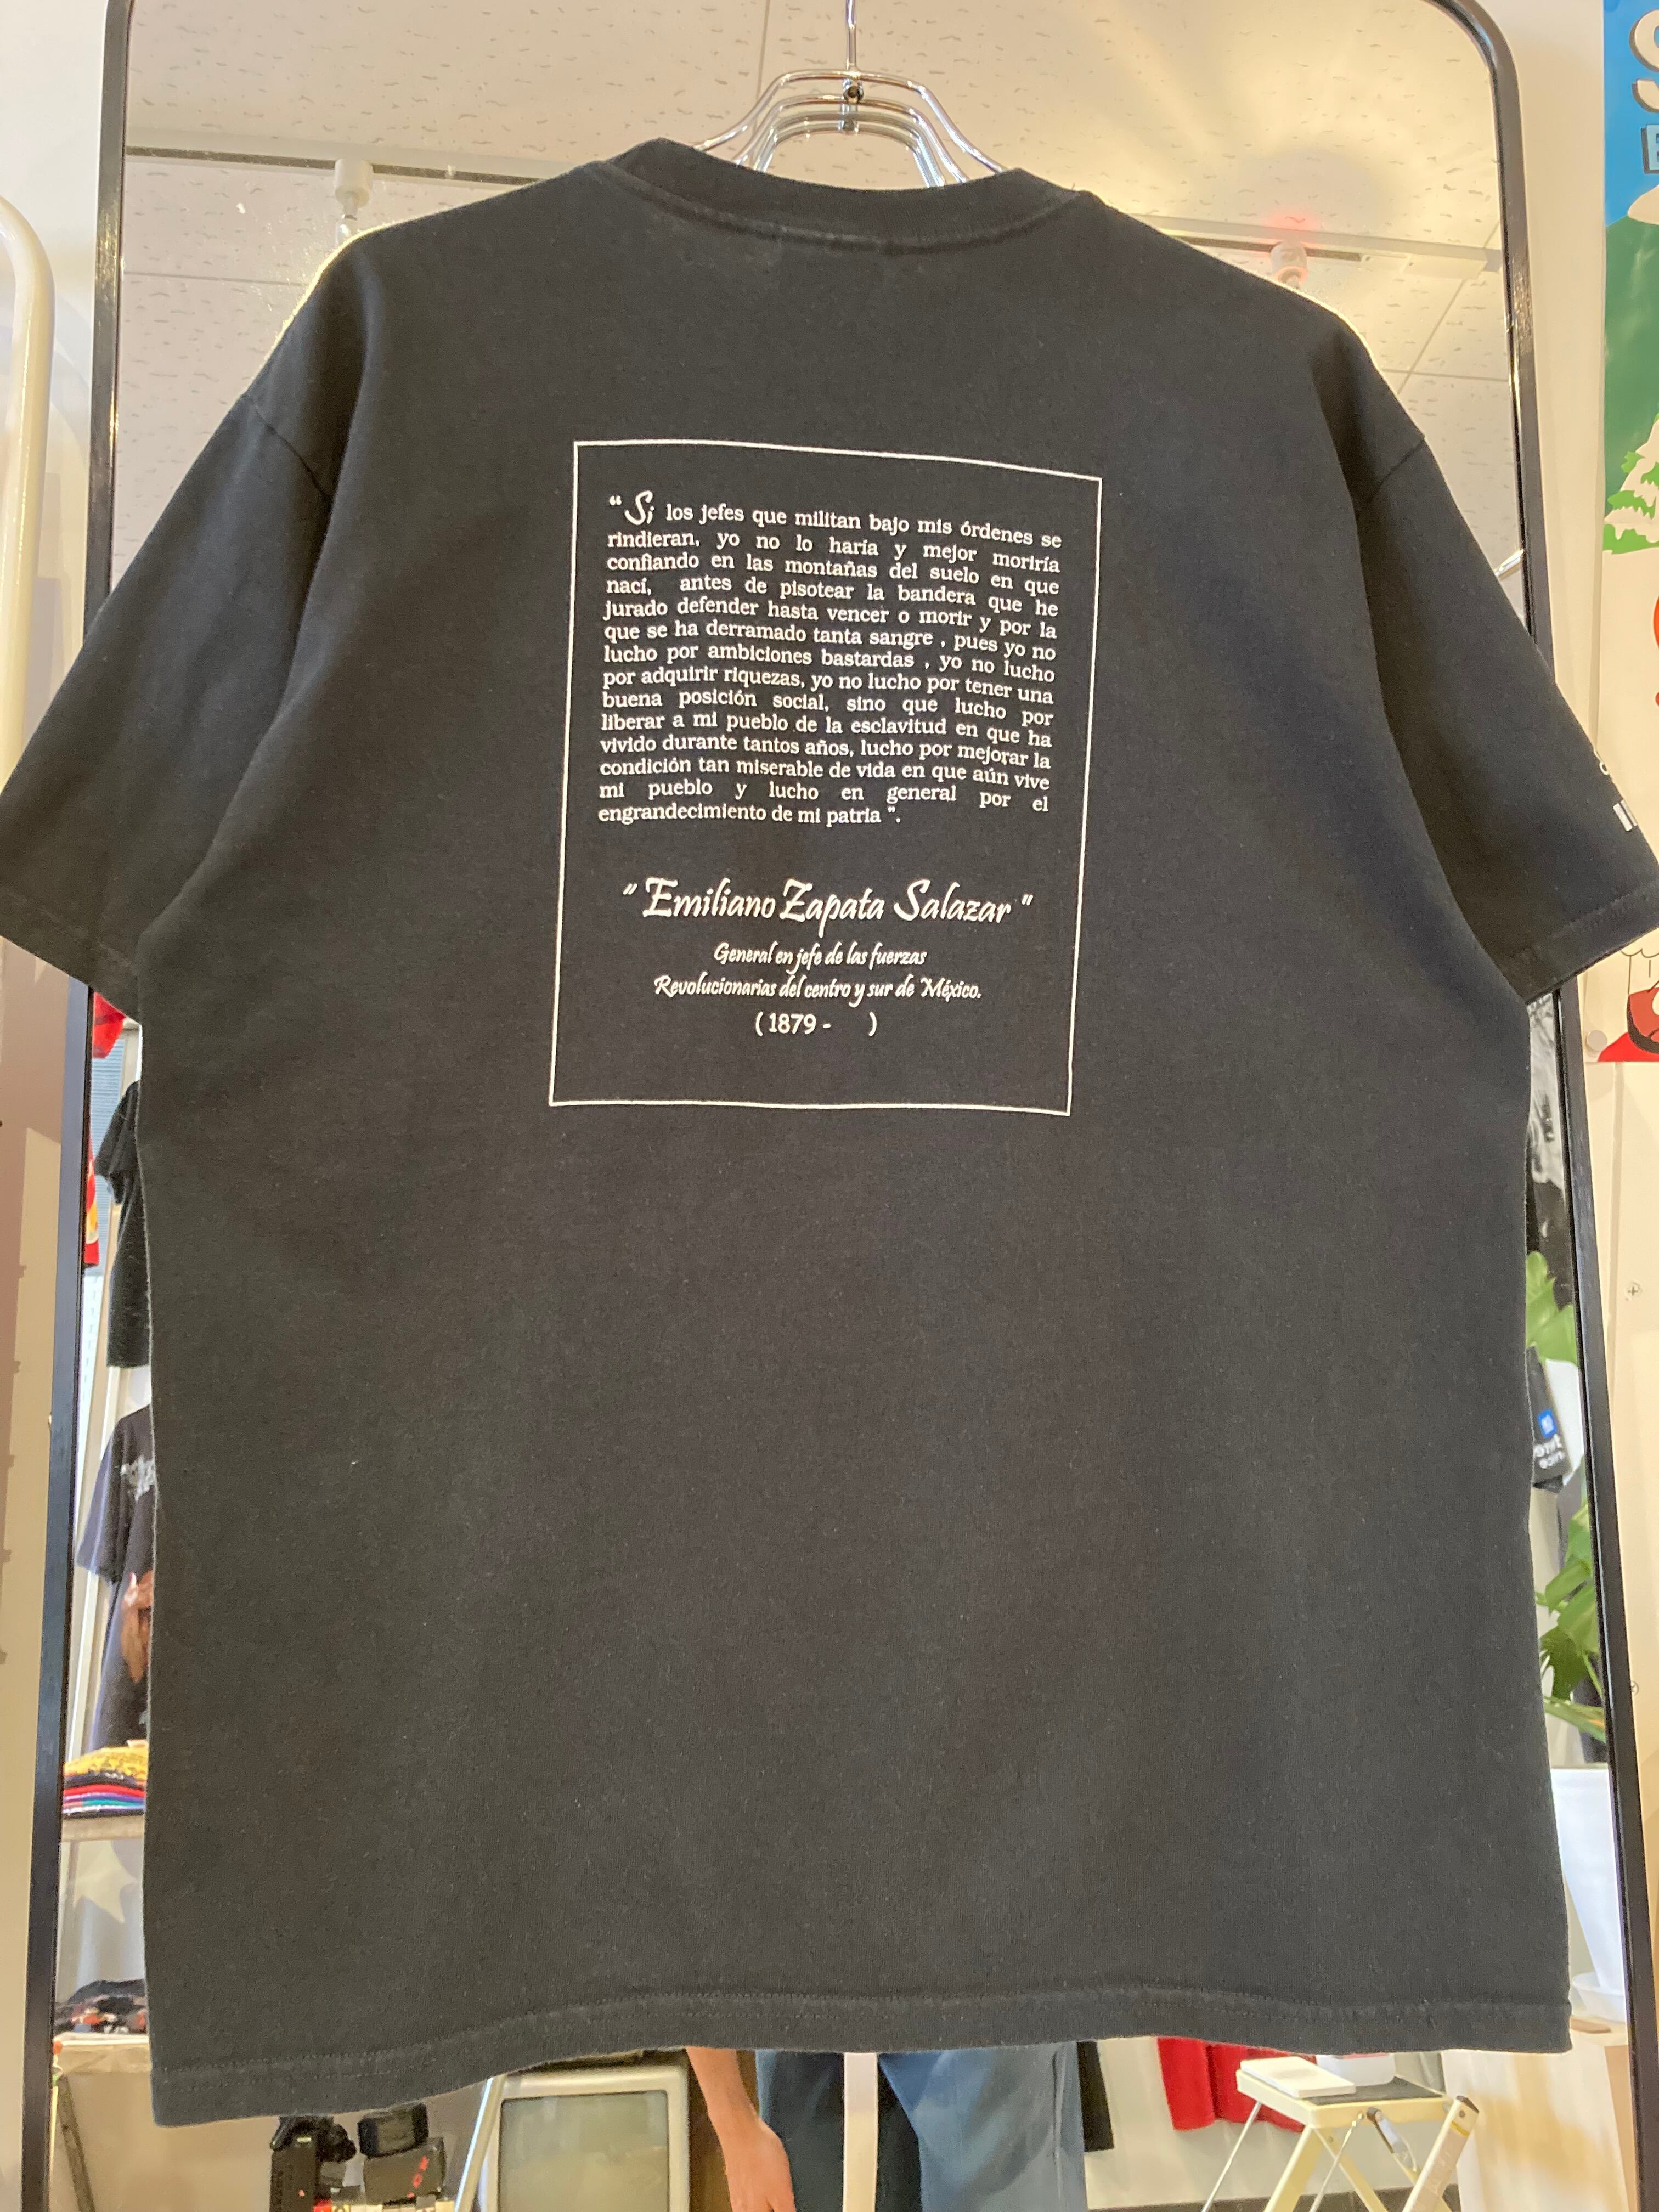 “Si los jefes que militan bajo mis órdenes se
rindieran, yo no lo haría y mejor moriría
confiando en las montañas del suelo en que
nací, antes de pisotear la bandera que he
jurado defender hasta vencer o morir y por la
que se ha derramado tanta sangre , pues yo no
lucho por ambiciones bastardas , yo no lucho
por adquirir riquezas, yo no lucho por tener una
buena posición social, sino que lucho por
liberar a mi pueblo de la esclavitud en que ha
vivido durante tantos años, lucho por mejorar la
condición tan miserable de vida en que aún vive
mi pueblo y lucho en general por el
engrandecimiento de mi patria ”.
" Emiliano Zapata Salazar "
General en jefe de las fuerzas
Revolucionarias del centro y sur de México.
( 1879 - )